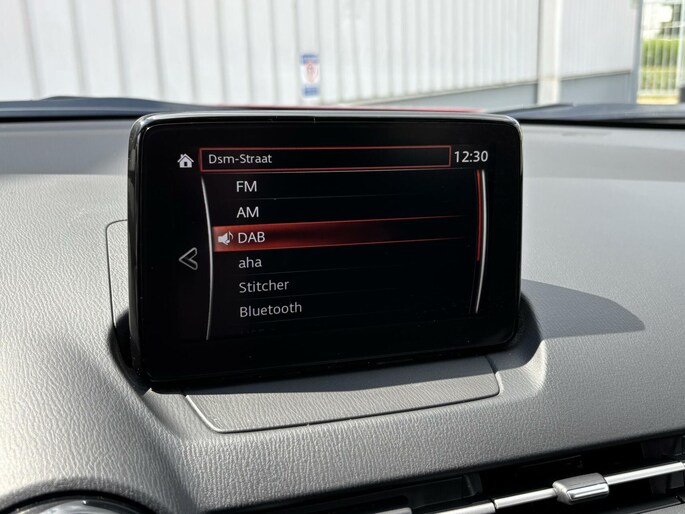 Dsm-Straat 12:30
FM
AM
DAB
aha
Stitcher
Bluetooth